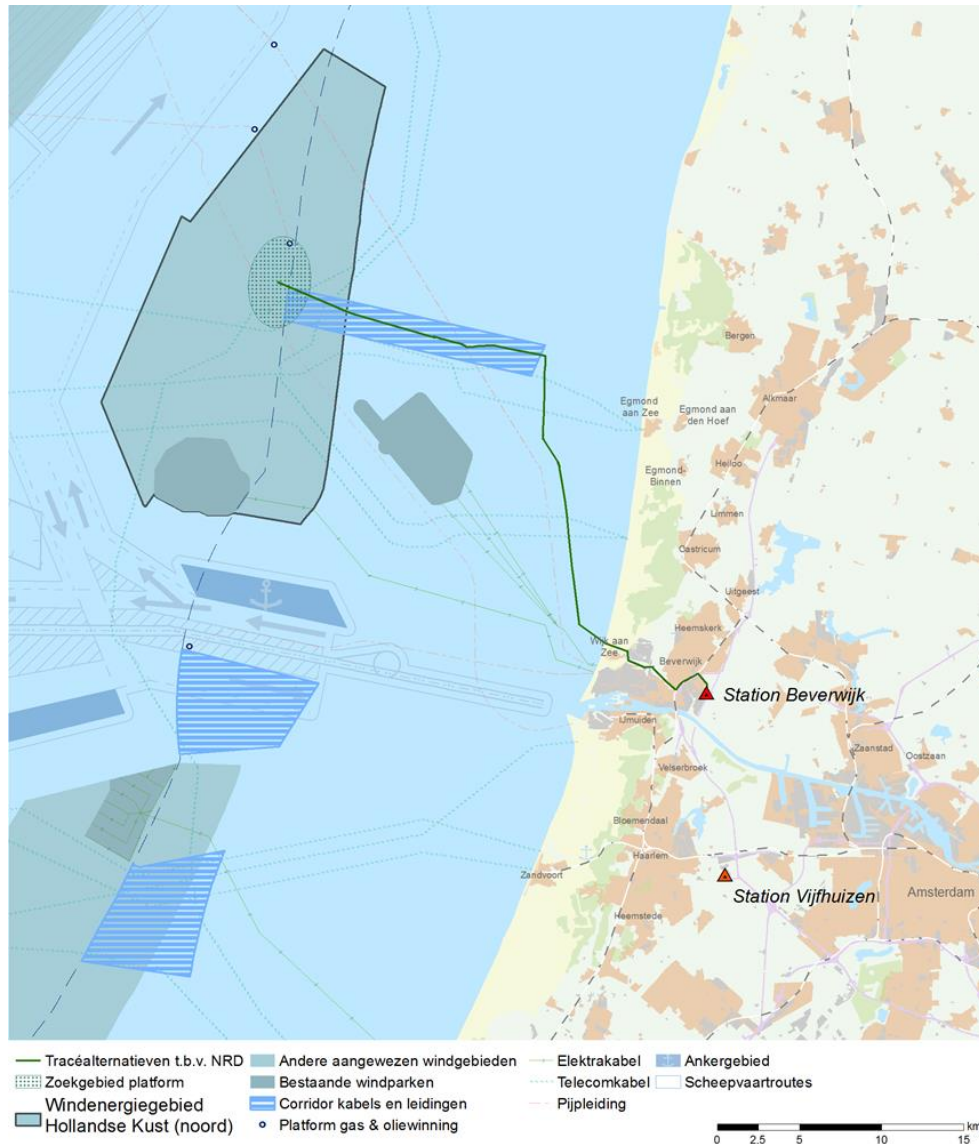 Bergen
Egmond
aan Zee
Egmond aan
den Hoef
Alkmaar
Egmond-
Binnen
Heiloo
Limmen
Castricum
Uitgeest
Heemskerk
Wijk aan
Zee
Beverwijk
Station Beverwijk
IJmuiden
Zaanstad
Oostzaan
Velserbroek
Bloemendaal
Haarlem
Zandvoort
Station Vijfhuizen
Amsterdam
Heemstede
Tracéalternatieven t.b.v. NRD
Zoekgebied platform
Windenergiegebied
Hollandse Kust (noord)
Andere aangewezen windgebieden
Bestaande windparken
Corridor kabels en leidingen
Platform gas & oliewinning
Elektrakabel
Telecomkabel
Pijpleiding
Ankergebied
Scheepvaartroutes
km
0 2.5 5 10 15